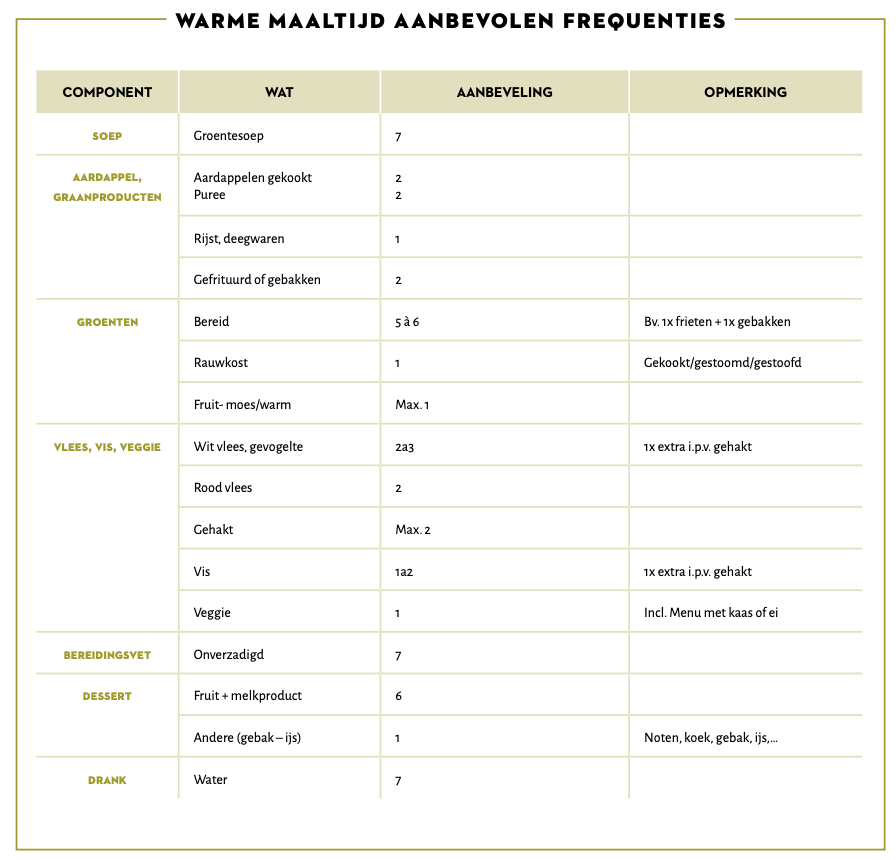 WARME MAALTIJD AANBEVOLEN FREQUENTIES
COMPONENT WAT AANBEVELING OPMERKING
SOEP Groentesoep 7
AARDAPPEL, Aardappelen gekookt 2
GRAANPRODUCTEN Puree 2
Rijst, deegwaren 1
Gefrituurd of gebakken 2
GROENTEN Bereid 5 à 6 Bv. 1x frieten + 1x gebakken
Rauwkost 1 Gekookt/gestoomd/gestoofd
Fruit- moes/warm Max. 1
VLEES, VIS, VEGGIE Wit vlees, gevogelte 2a3 1x extra i.p.v. gehakt
Rood vlees 2
Gehakt Max. 2
Vis 1a2 1x extra i.p.v. gehakt
Veggie 1 Incl. Menu met kaas of ei
BEREIDINGSVET Onverzadigd 7
DESSERT Fruit + melkproduct 6
Andere (gebak – ijs) 1 Noten, koek, gebak, ijs,...
DRANK Water 7